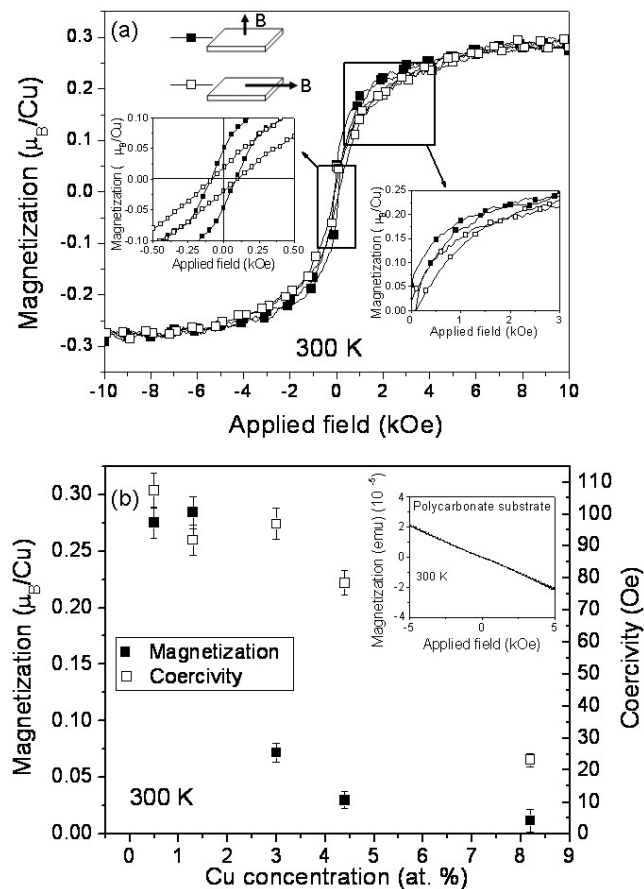 (a)
B
B
Magnetization (μB/Cu)
0.3
0.2
0.1
0.0
-0.1
-0.2
-0.3
-10 -8 -6 -4 -2 0 2 4 6 8 10
Applied field (kOe)
300 K
Magnetization ( μB/Cu)
0.10
0.05
0.00
-0.05
-0.10
-0.50 -0.25 0.00 0.25 0.50
Applied field (kOe)
Magnetization ( μB/Cu)
0.25
0.20
0.15
0.10
0.05
0.00
0 1 2 3
Applied field (kOe)
(b)
Magnetization (μB/Cu)
0.30
0.25
0.20
0.15
0.10
0.05
0.00
Magnetization
Coercivity
300 K
0 1 2 3 4 5 6 7 8 9
Cu concentration (at. %)
110
100
90
80
70
60
50
40
30
20
10
0
Coercivity (Oe)
Magnetization (emu) (10⁻⁵)
4
2
0
-2
-4
Polycarbonate substrate
300 K
-5 0 5
Applied field (kOe)